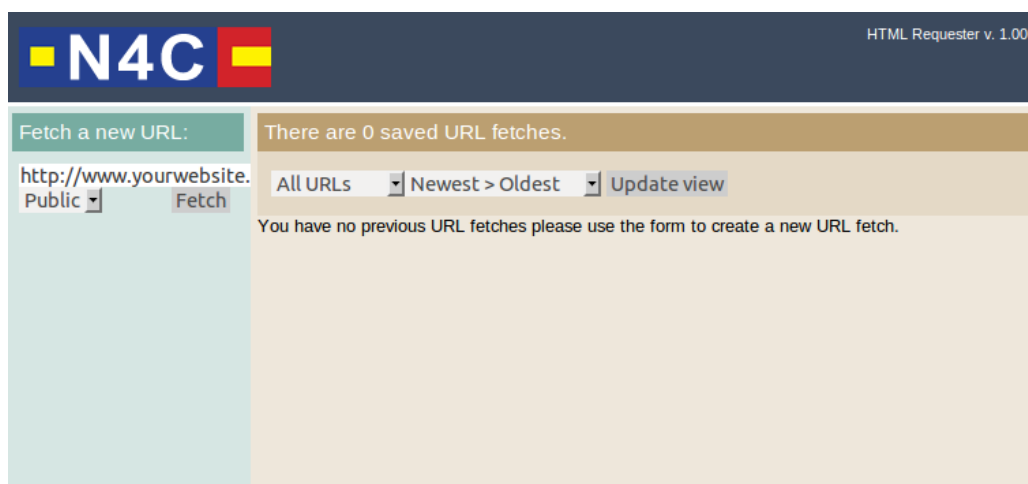 N4C
HTML Requester v. 1.00
Fetch a new URL:
http://www.yourwebsite.
Public Fetch
There are 0 saved URL fetches.
All URLs Newest > Oldest Update view
You have no previous URL fetches please use the form to create a new URL fetch.